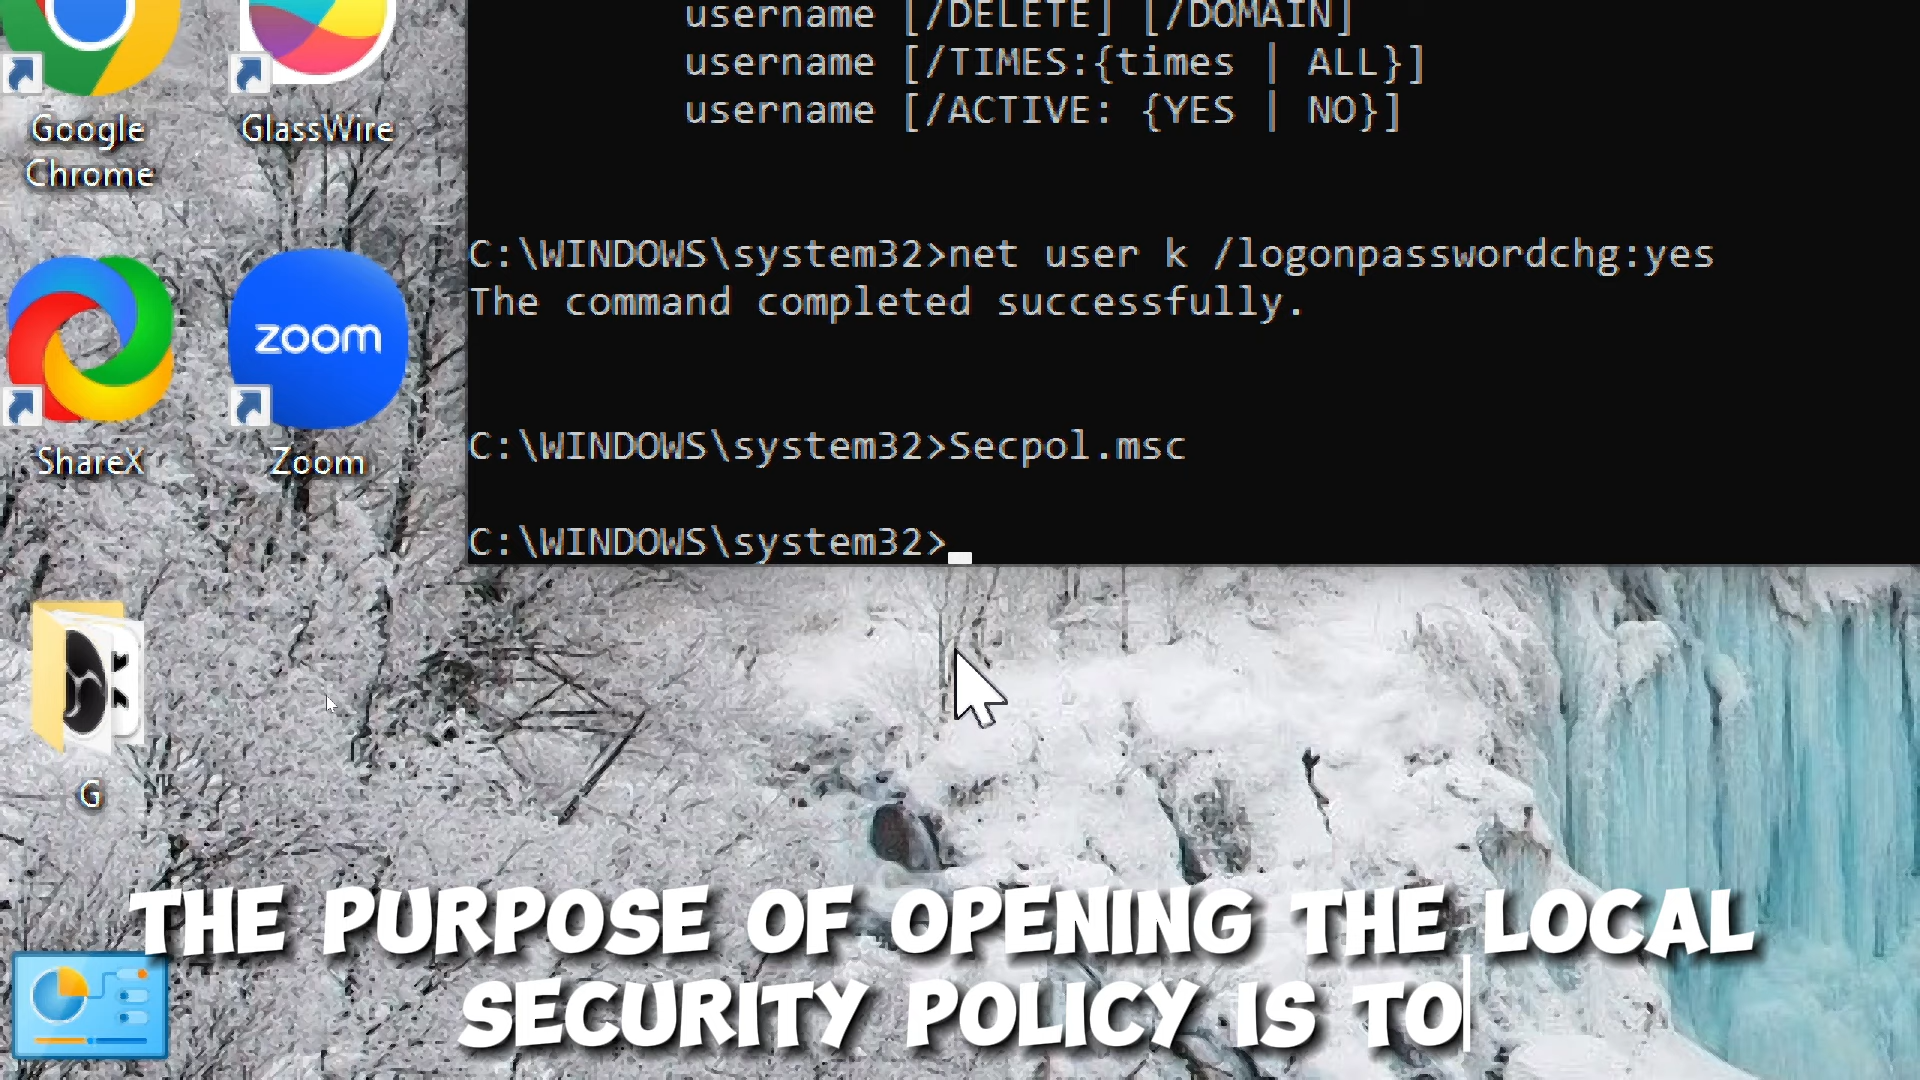 username [/DELETE] [/DOMAIN]
username [/TIMES:{times | ALL}]
username [/ACTIVE: {YES | NO}]
C:\WINDOWS\system32>net user k /logonpasswordchg:yes
The command completed successfully.
C:\WINDOWS\system32>Secpol.msc
C:\WINDOWS\system32>
Google
Chrome
GlassWire
zoom
ShareX
Zoom
G
THE PURPOSE OF OPENING THE LOCAL
SECURITY POLICY IS TO